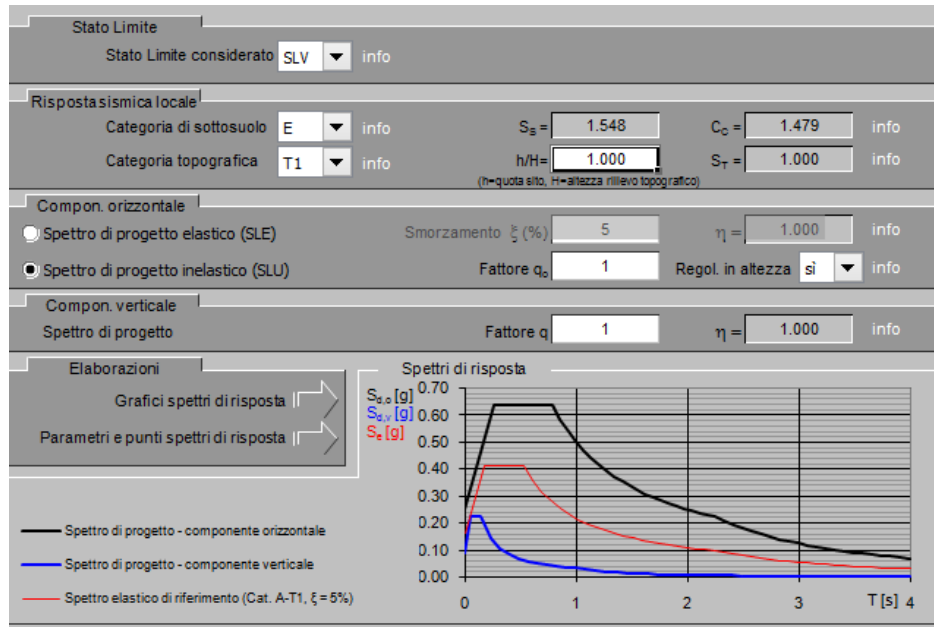 Stato Limite
Stato Limite considerato SLV info
Risposta sismica locale
Categoria di sottosuolo E info SS = 1.548 CC = 1.479 info
Categoria topografica T1 info h/H= 1.000 ST = 1.000 info
(h=quota sito, H=altezza rilievo topografico)
Compon. orizzontale
Spettro di progetto elastico (SLE) Smorzamento ξ (%) 5 η = 1.000 info
Spettro di progetto inelastico (SLU) Fattore qo 1 Regol. in altezza sì info
Compon. verticale
Spettro di progetto Fattore q 1 η = 1.000 info
Elaborazioni
Grafici spettri di risposta
Parametri e punti spettri di risposta
Spettri di risposta
Sd,o [g]
Sd,v [g]
Se [g]
0.70
0.60
0.50
0.40
0.30
0.20
0.10
0.00
0 1 2 3 T [s] 4
Spettro di progetto - componente orizzontale
Spettro di progetto - componente verticale
Spettro elastico di riferimento (Cat. A-T1, ξ = 5%)